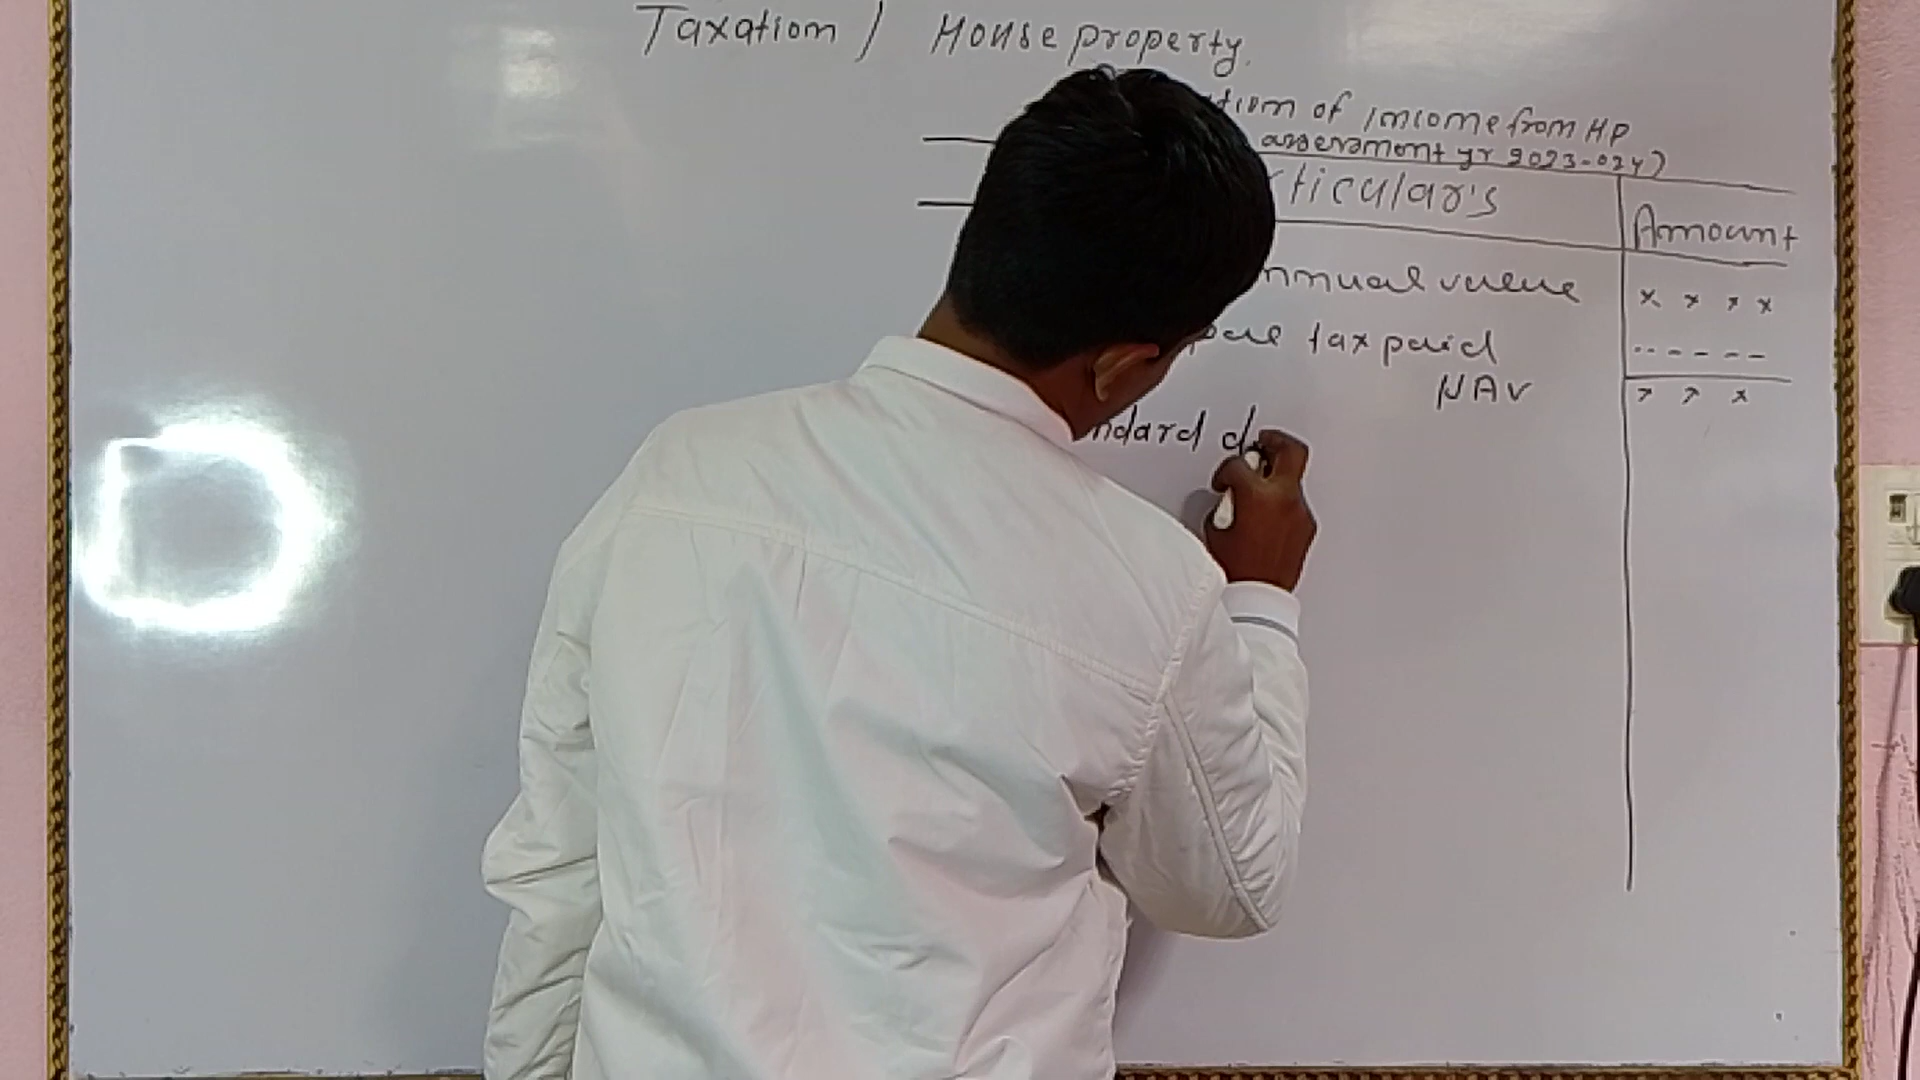 Taxation / House property.
tion of income from HP
assessment yr 2023-024)
ticular's Amount
nnual value x x x x
pal tax paid -- - - - -
NAV x x x
ndard de